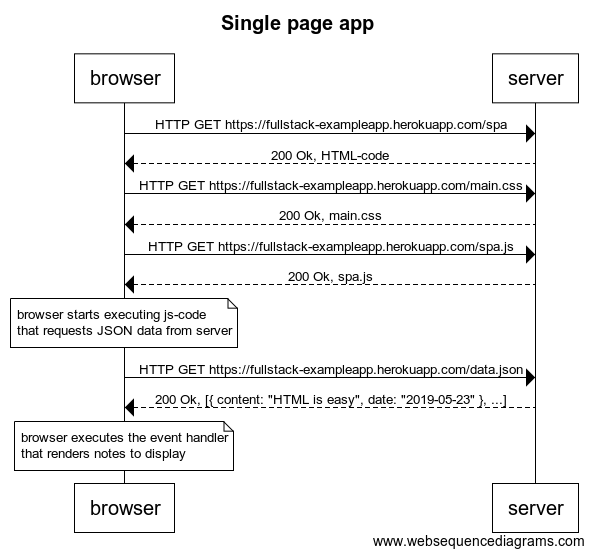 Single page app
browser
server
HTTP GET https://fullstack-exampleapp.herokuapp.com/spa
200 Ok, HTML-code
HTTP GET https://fullstack-exampleapp.herokuapp.com/main.css
200 Ok, main.css
HTTP GET https://fullstack-exampleapp.herokuapp.com/spa.js
200 Ok, spa.js
browser starts executing js-code
that requests JSON data from server
HTTP GET https://fullstack-exampleapp.herokuapp.com/data.json
200 Ok, [{ content: "HTML is easy", date: "2019-05-23" }, ...]
browser executes the event handler
that renders notes to display
browser
server
www.websequencediagrams.com